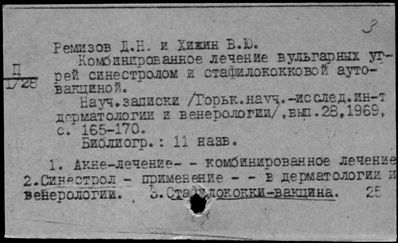 3
Ремизов Д.Н. и Хижин В.Ю.
Комбинированное лечение вульгарных уг-
II
1/28
рей синестролом и стафилококковой ауто-
вакциной.
Науч.записки /Горьк.науч.-исслед.ин-т
дерматологии и венерологии/,вып.28,1969,
с. 165-170.
Библиогр.: 11 назв.
1. Акне-лечение- - комбинированное лечение
2.Синестрол - применение - - в дерматологии и
венерологии. 3.Стафилококки-вакцина. 25